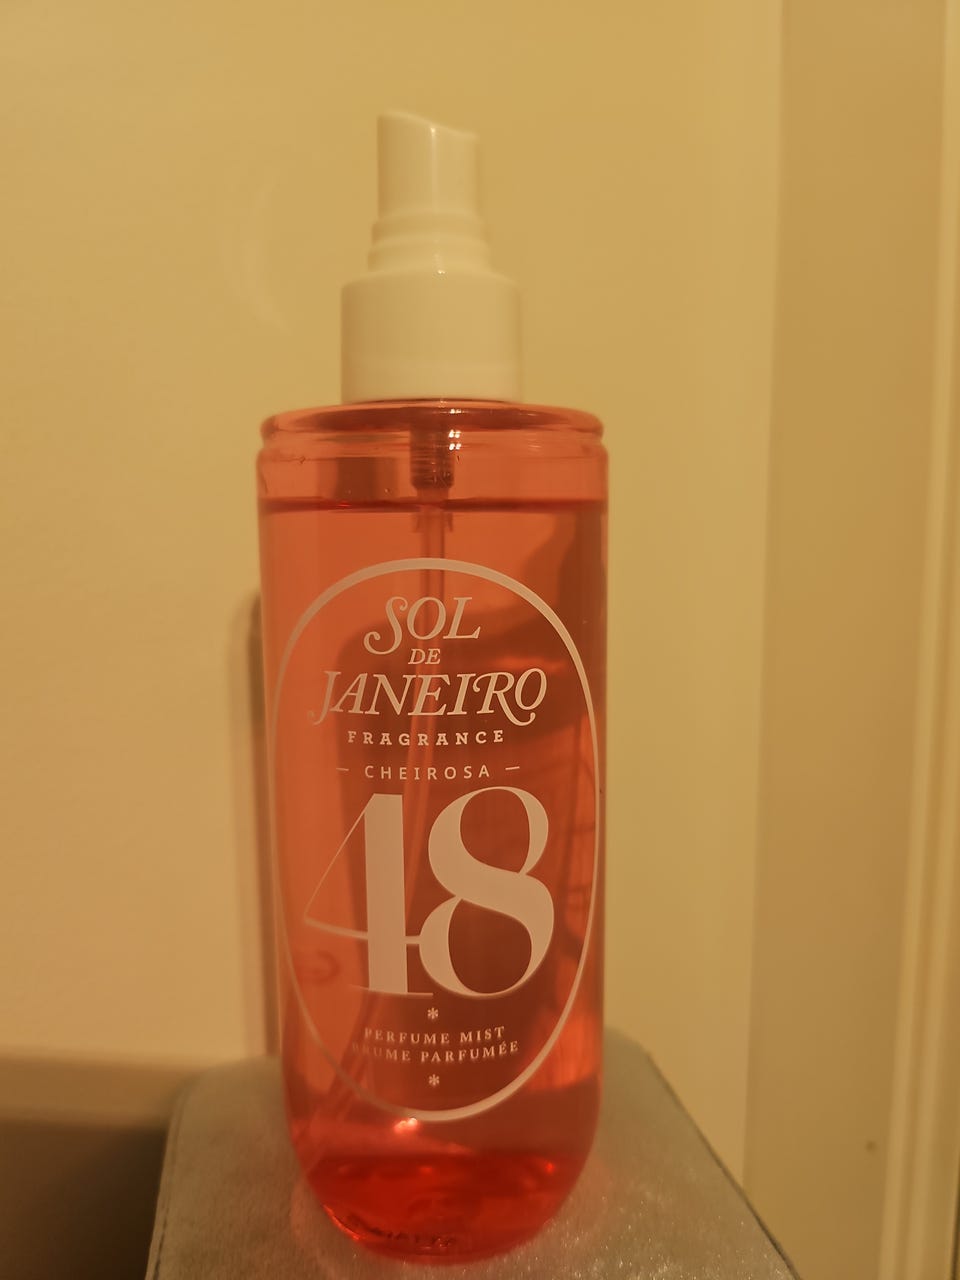 SOL
DE
JANEIRO
FRAGRANCE
— CHEIROSA —
48
*
PERFUME MIST
BRUME PARFUMÉE
*